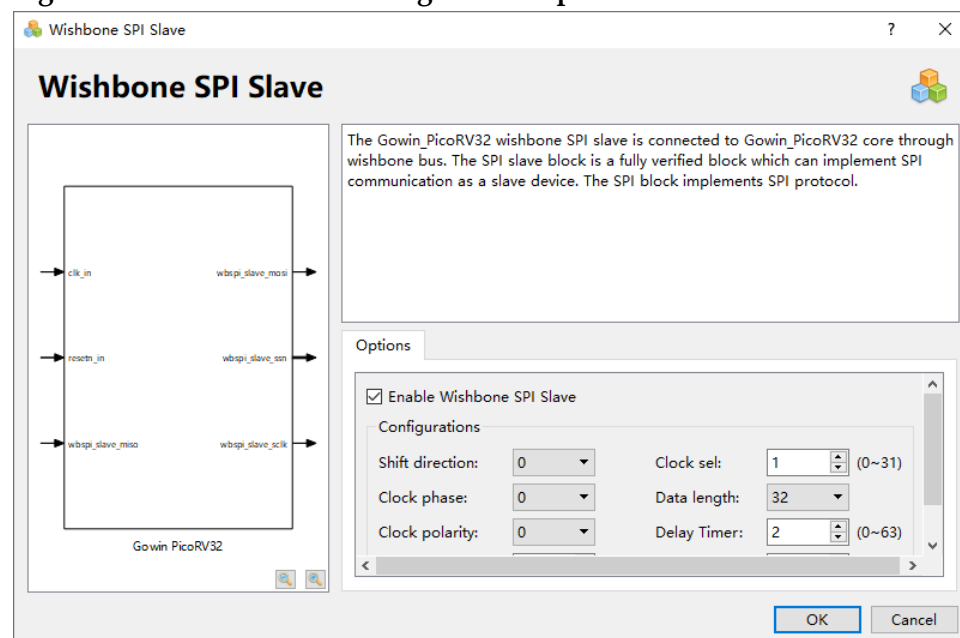 Wishbone SPI Slave
?
Wishbone SPI Slave
The Gowin_PicoRV32 wishbone SPI slave is connected to Gowin_PicoRV32 core through
wishbone bus. The SPI slave block is a fully verified block which can implement SPI
communication as a slave device. The SPI block implements SPI protocol.
clk_in wbspi_slave_mosi
resetn_in wbspi_slave_ssn
wbspi_slave_miso wbspi_slave_sclk
Gowin PicoRV32
Options
Enable Wishbone SPI Slave
Configurations
Shift direction: 0 Clock sel: 1 (0~31)
Clock phase: 0 Data length: 32
Clock polarity: 0 Delay Timer: 2 (0~63)
OK Cancel